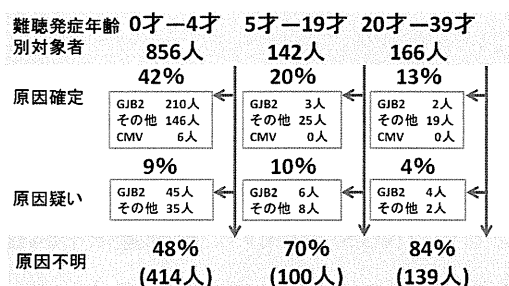 難聴発症年齢 0才—4才 5才—19才 20才—39才
別対象者 856人 142人 166人
42% 20% 13%
原因確定
GJB2 210人 GJB2 3人 GJB2 2人
その他 146人 その他 25人 その他 19人
CMV 6人 CMV 0人 CMV 0人
9% 10% 4%
原因疑い
GJB2 45人 GJB2 6人 GJB2 4人
その他 35人 その他 8人 その他 2人
48% 70% 84%
原因不明
(414人) (100人) (139人)